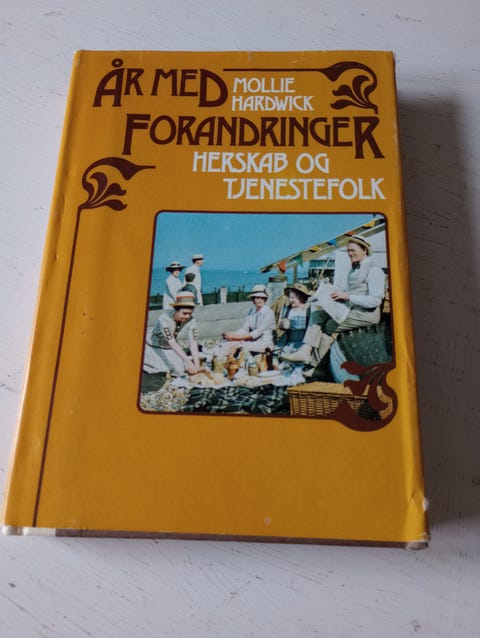 ÅR MED
MOLLIE
HARDWICK
FORANDRINGER
HERSKAB OG
TJENESTEFOLK